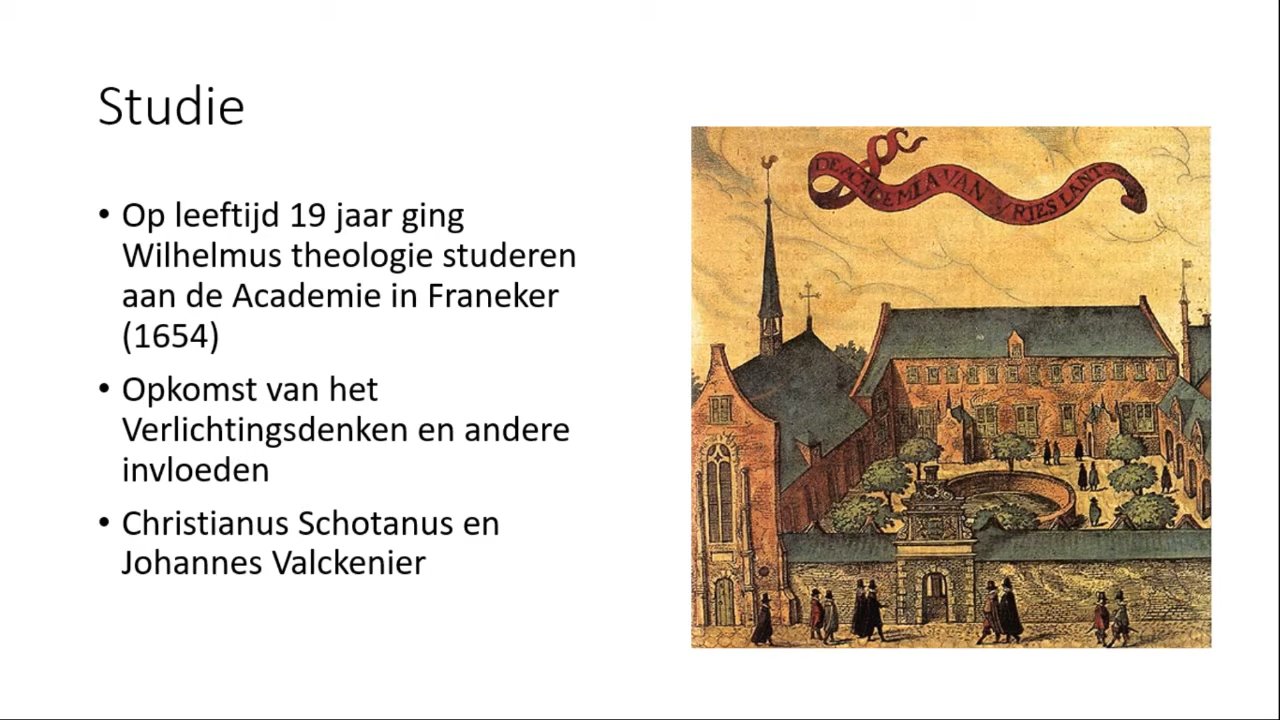 Studie
• Op leeftijd 19 jaar ging
Wilhelmus theologie studeren
aan de Academie in Franeker
(1654)
• Opkomst van het
Verlichtingsdenken en andere
invloeden
• Christianus Schotanus en
Johannes Valckenier
DE ACADEMIA VAN VRIES LANT